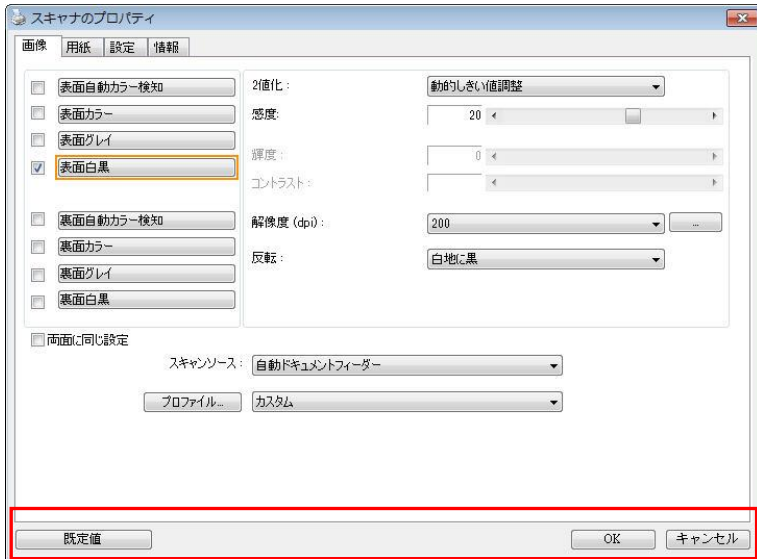 スキャナのプロパティ
画像 用紙 設定 情報
表面自動カラー検知
表面カラー
表面グレイ
表面白黒
裏面自動カラー検知
裏面カラー
裏面グレイ
裏面白黒
2値化: 動的しきい値調整
感度: 20
輝度: 0
コントラスト:
解像度 (dpi): 200 ...
反転: 白地に黒
両面に同じ設定
スキャンソース: 自動ドキュメントフィーダー
プロファイル... カスタム
既定値 OK キャンセル